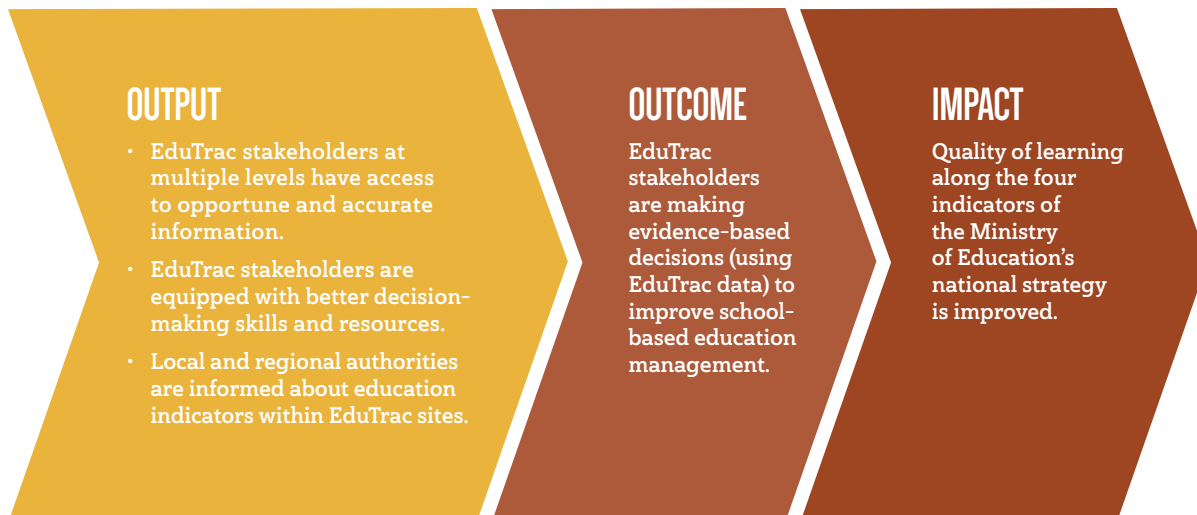 OUTPUT
• EduTrac stakeholders at
multiple levels have access
to opportune and accurate
information.
• EduTrac stakeholders are
equipped with better decision-
making skills and resources.
• Local and regional authorities
are informed about education
indicators within EduTrac sites.
OUTCOME
EduTrac
stakeholders
are making
evidence-based
decisions (using
EduTrac data) to
improve school-
based education
management.
IMPACT
Quality of learning
along the four
indicators of
the Ministry
of Education’s
national strategy
is improved.